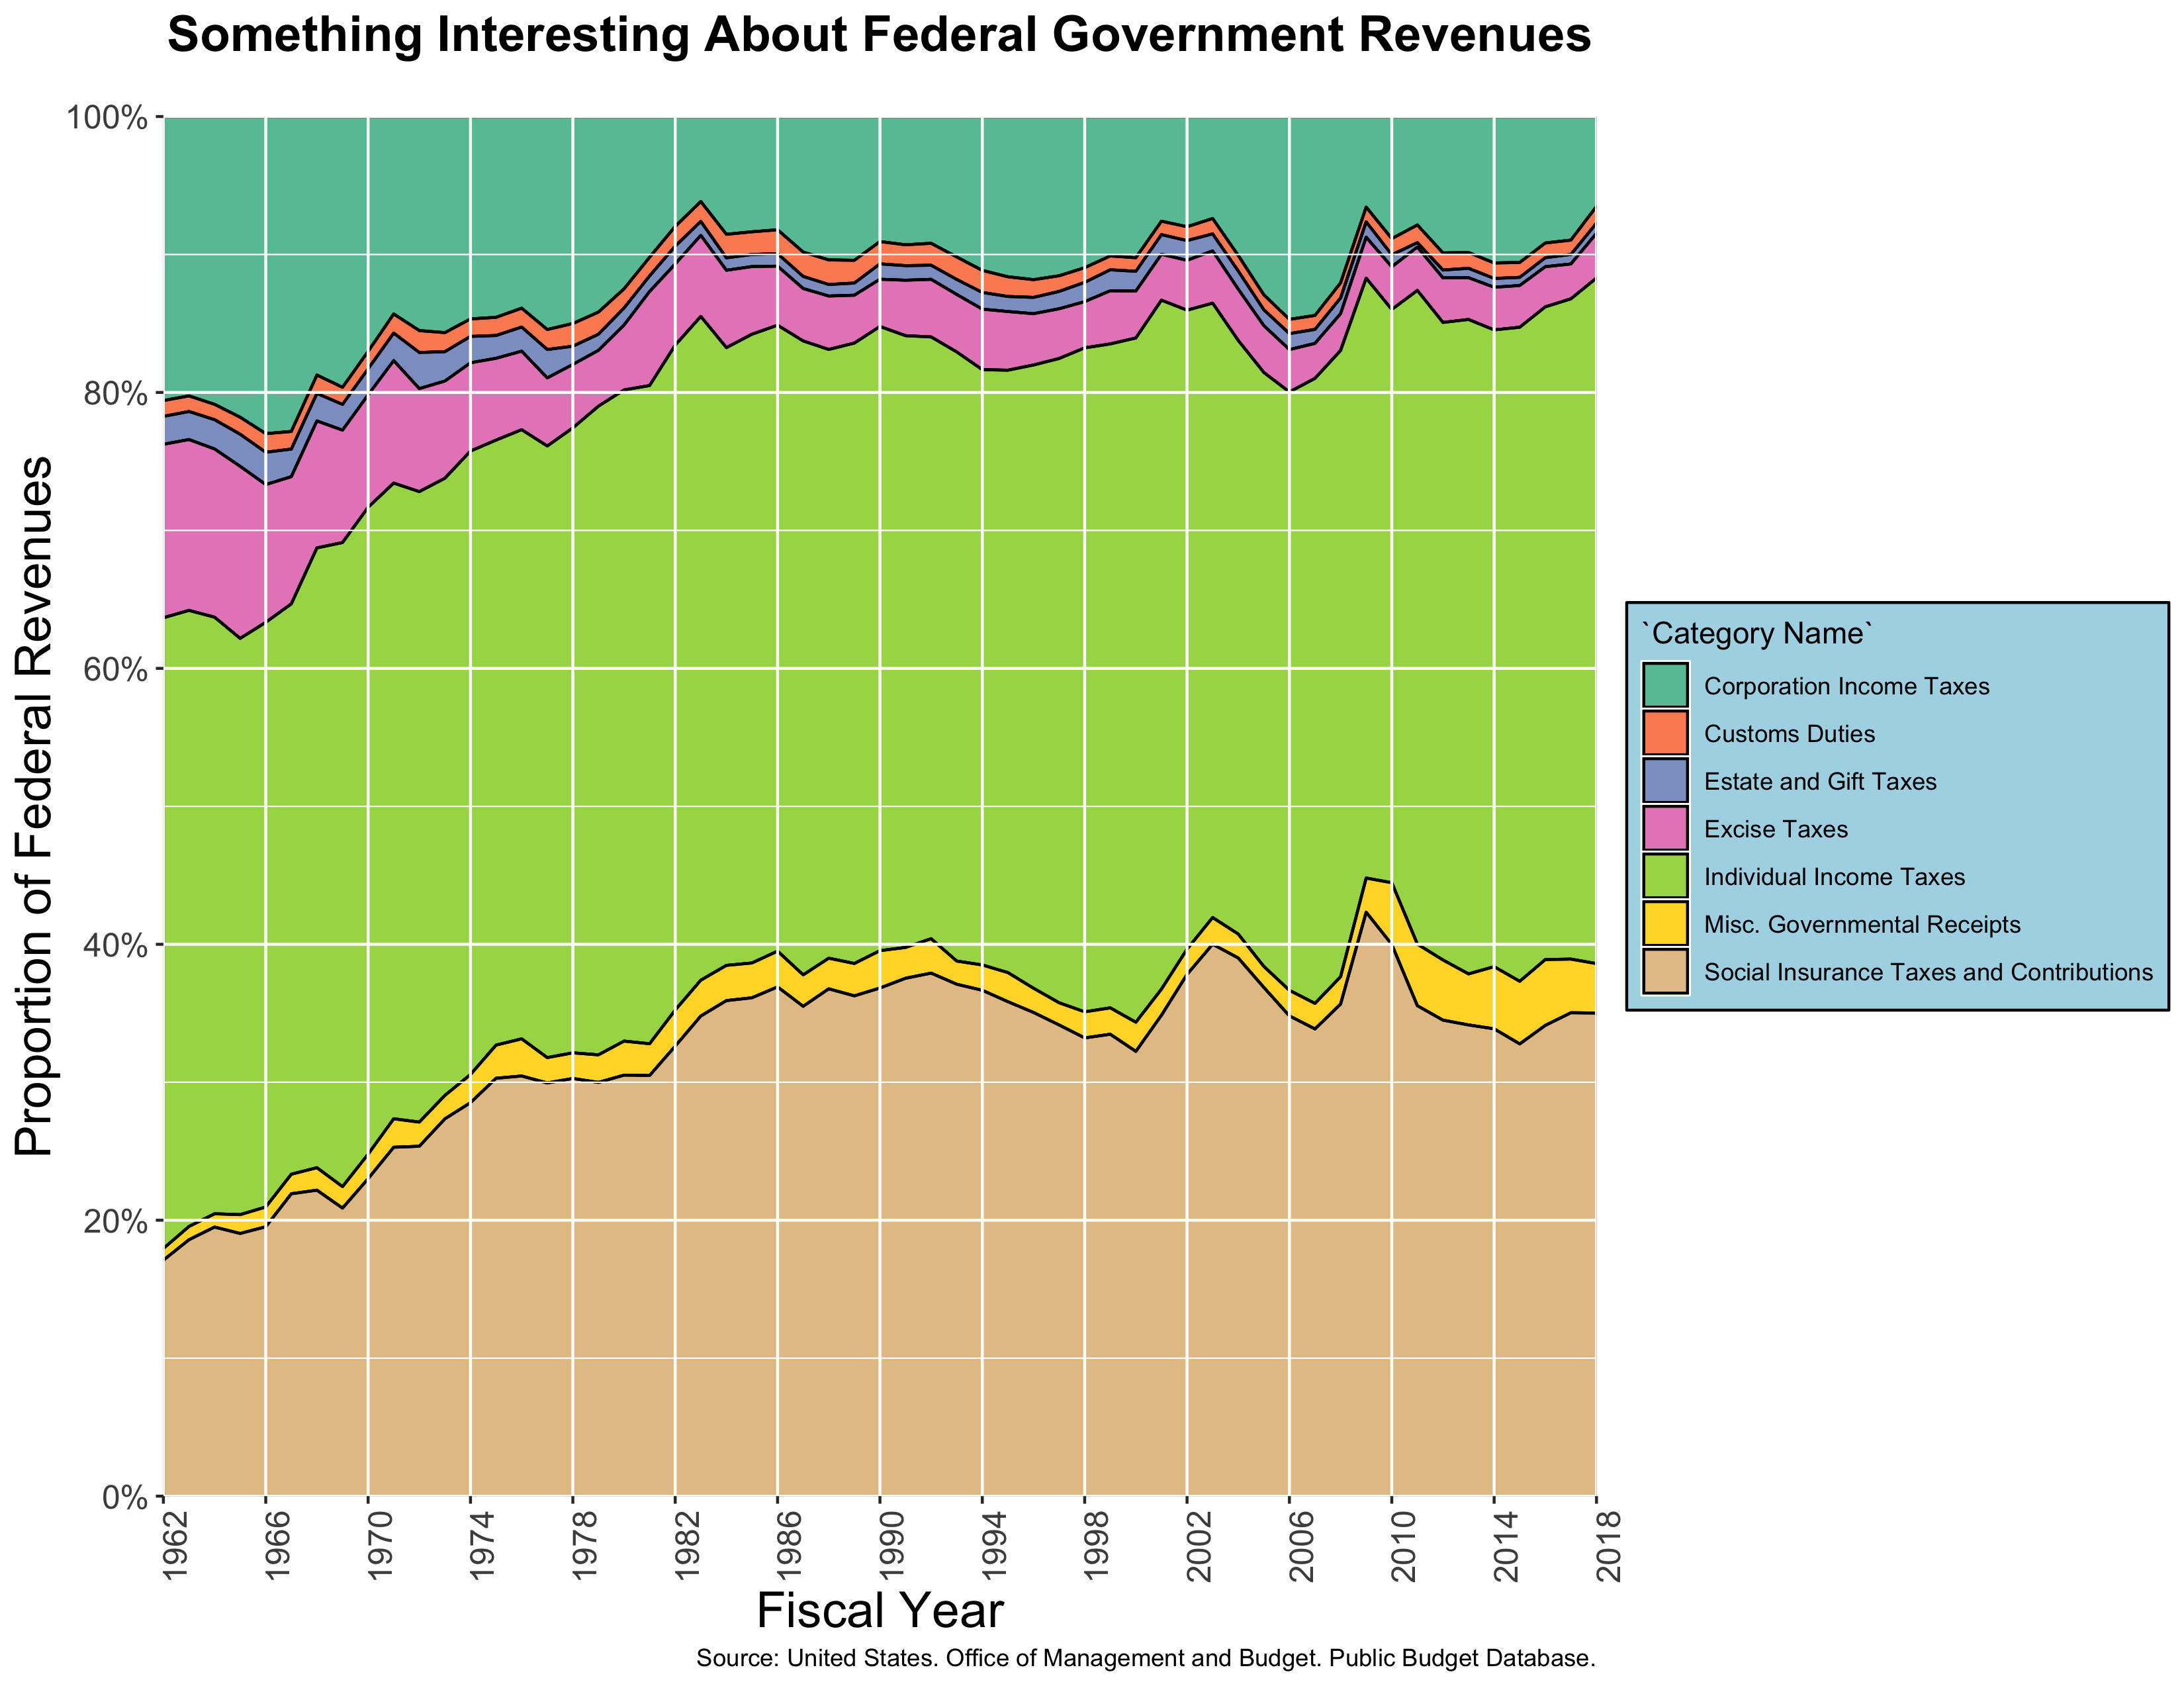 Something Interesting About Federal Government Revenues
100%
80%
60%
40%
20%
0%
Proportion of Federal Revenues
1962
1966
1970
1974
1978
1982
1986
1990
1994
1998
2002
2006
2010
2014
2018
Fiscal Year
Source: United States. Office of Management and Budget. Public Budget Database.
`Category Name`
Corporation Income Taxes
Customs Duties
Estate and Gift Taxes
Excise Taxes
Individual Income Taxes
Misc. Governmental Receipts
Social Insurance Taxes and Contributions